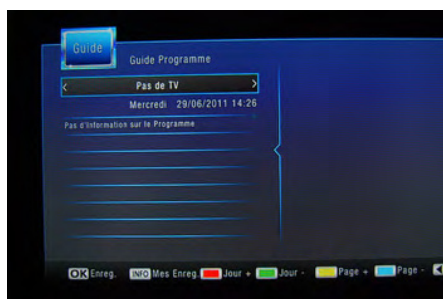 Guide
Guide Programme
< Pas de TV >
Mercredi 29/06/2011 14:26
Pas d'Information sur le Programme
OK Enreg. INFO Mes Enreg. Jour + Jour - Page + Page -